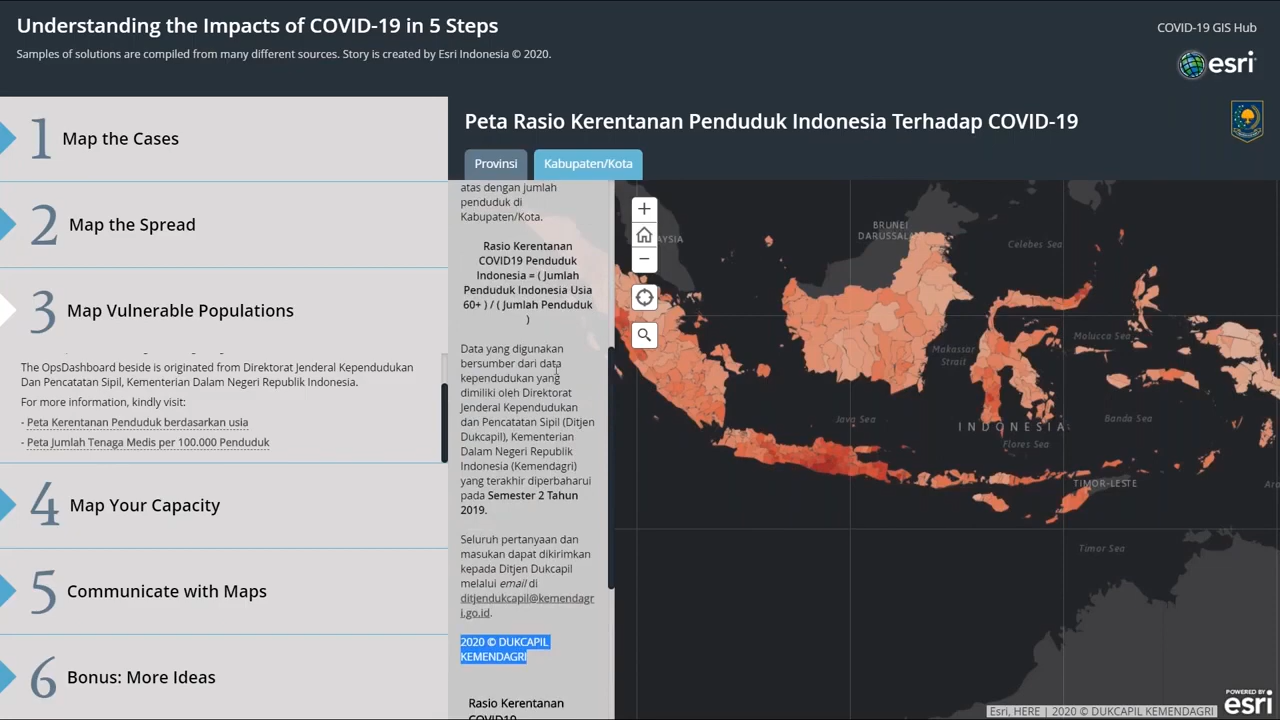 Understanding the Impacts of COVID-19 in 5 Steps
Samples of solutions are compiled from many different sources. Story is created by Esri Indonesia © 2020.
COVID-19 GIS Hub
esri
1 Map the Cases
2 Map the Spread
3 Map Vulnerable Populations
The OpsDashboard beside is originated from Direktorat Jenderal Kependudukan
Dan Pencatatan Sipil, Kementerian Dalam Negeri Republik Indonesia.
For more information, kindly visit:
- Peta Kerentanan Penduduk berdasarkan usia
- Peta Jumlah Tenaga Medis per 100.000 Penduduk
4 Map Your Capacity
5 Communicate with Maps
6 Bonus: More Ideas
Peta Rasio Kerentanan Penduduk Indonesia Terhadap COVID-19
Provinsi
Kabupaten/Kota
atas dengan jumlah
penduduk di
Kabupaten/Kota.
Rasio Kerentanan
COVID19 Penduduk
Indonesia = ( Jumlah
Penduduk Indonesia Usia
60+ ) / ( Jumlah Penduduk
)
Data yang digunakan
bersumber dari data
kependudukan yang
dimiliki oleh Direktorat
Jenderal Kependudukan
dan Pencatatan Sipil (Ditjen
Dukcapil), Kementerian
Dalam Negeri Republik
Indonesia (Kemendagri)
yang terakhir diperbaharui
pada Semester 2 Tahun
2019.
Seluruh pertanyaan dan
masukan dapat dikirimkan
kepada Ditjen Dukcapil
melalui email di
ditjendukcapil@kemendagr
i.go.id.
2020 © DUKCAPIL
KEMENDAGRI
Rasio Kerentanan
COVID19
AYSIA
BRUNEI
DARUSSALA
Celebes Sea
Molucca Sea
Makassar
Strait
Java Sea
Banda Sea
INDONESIA
Flores Sea
TIMOR-LESTE
Ar
Timor Sea
POWERED BY
esri
Esri, HERE | 2020 © DUKCAPIL KEMENDAGRI